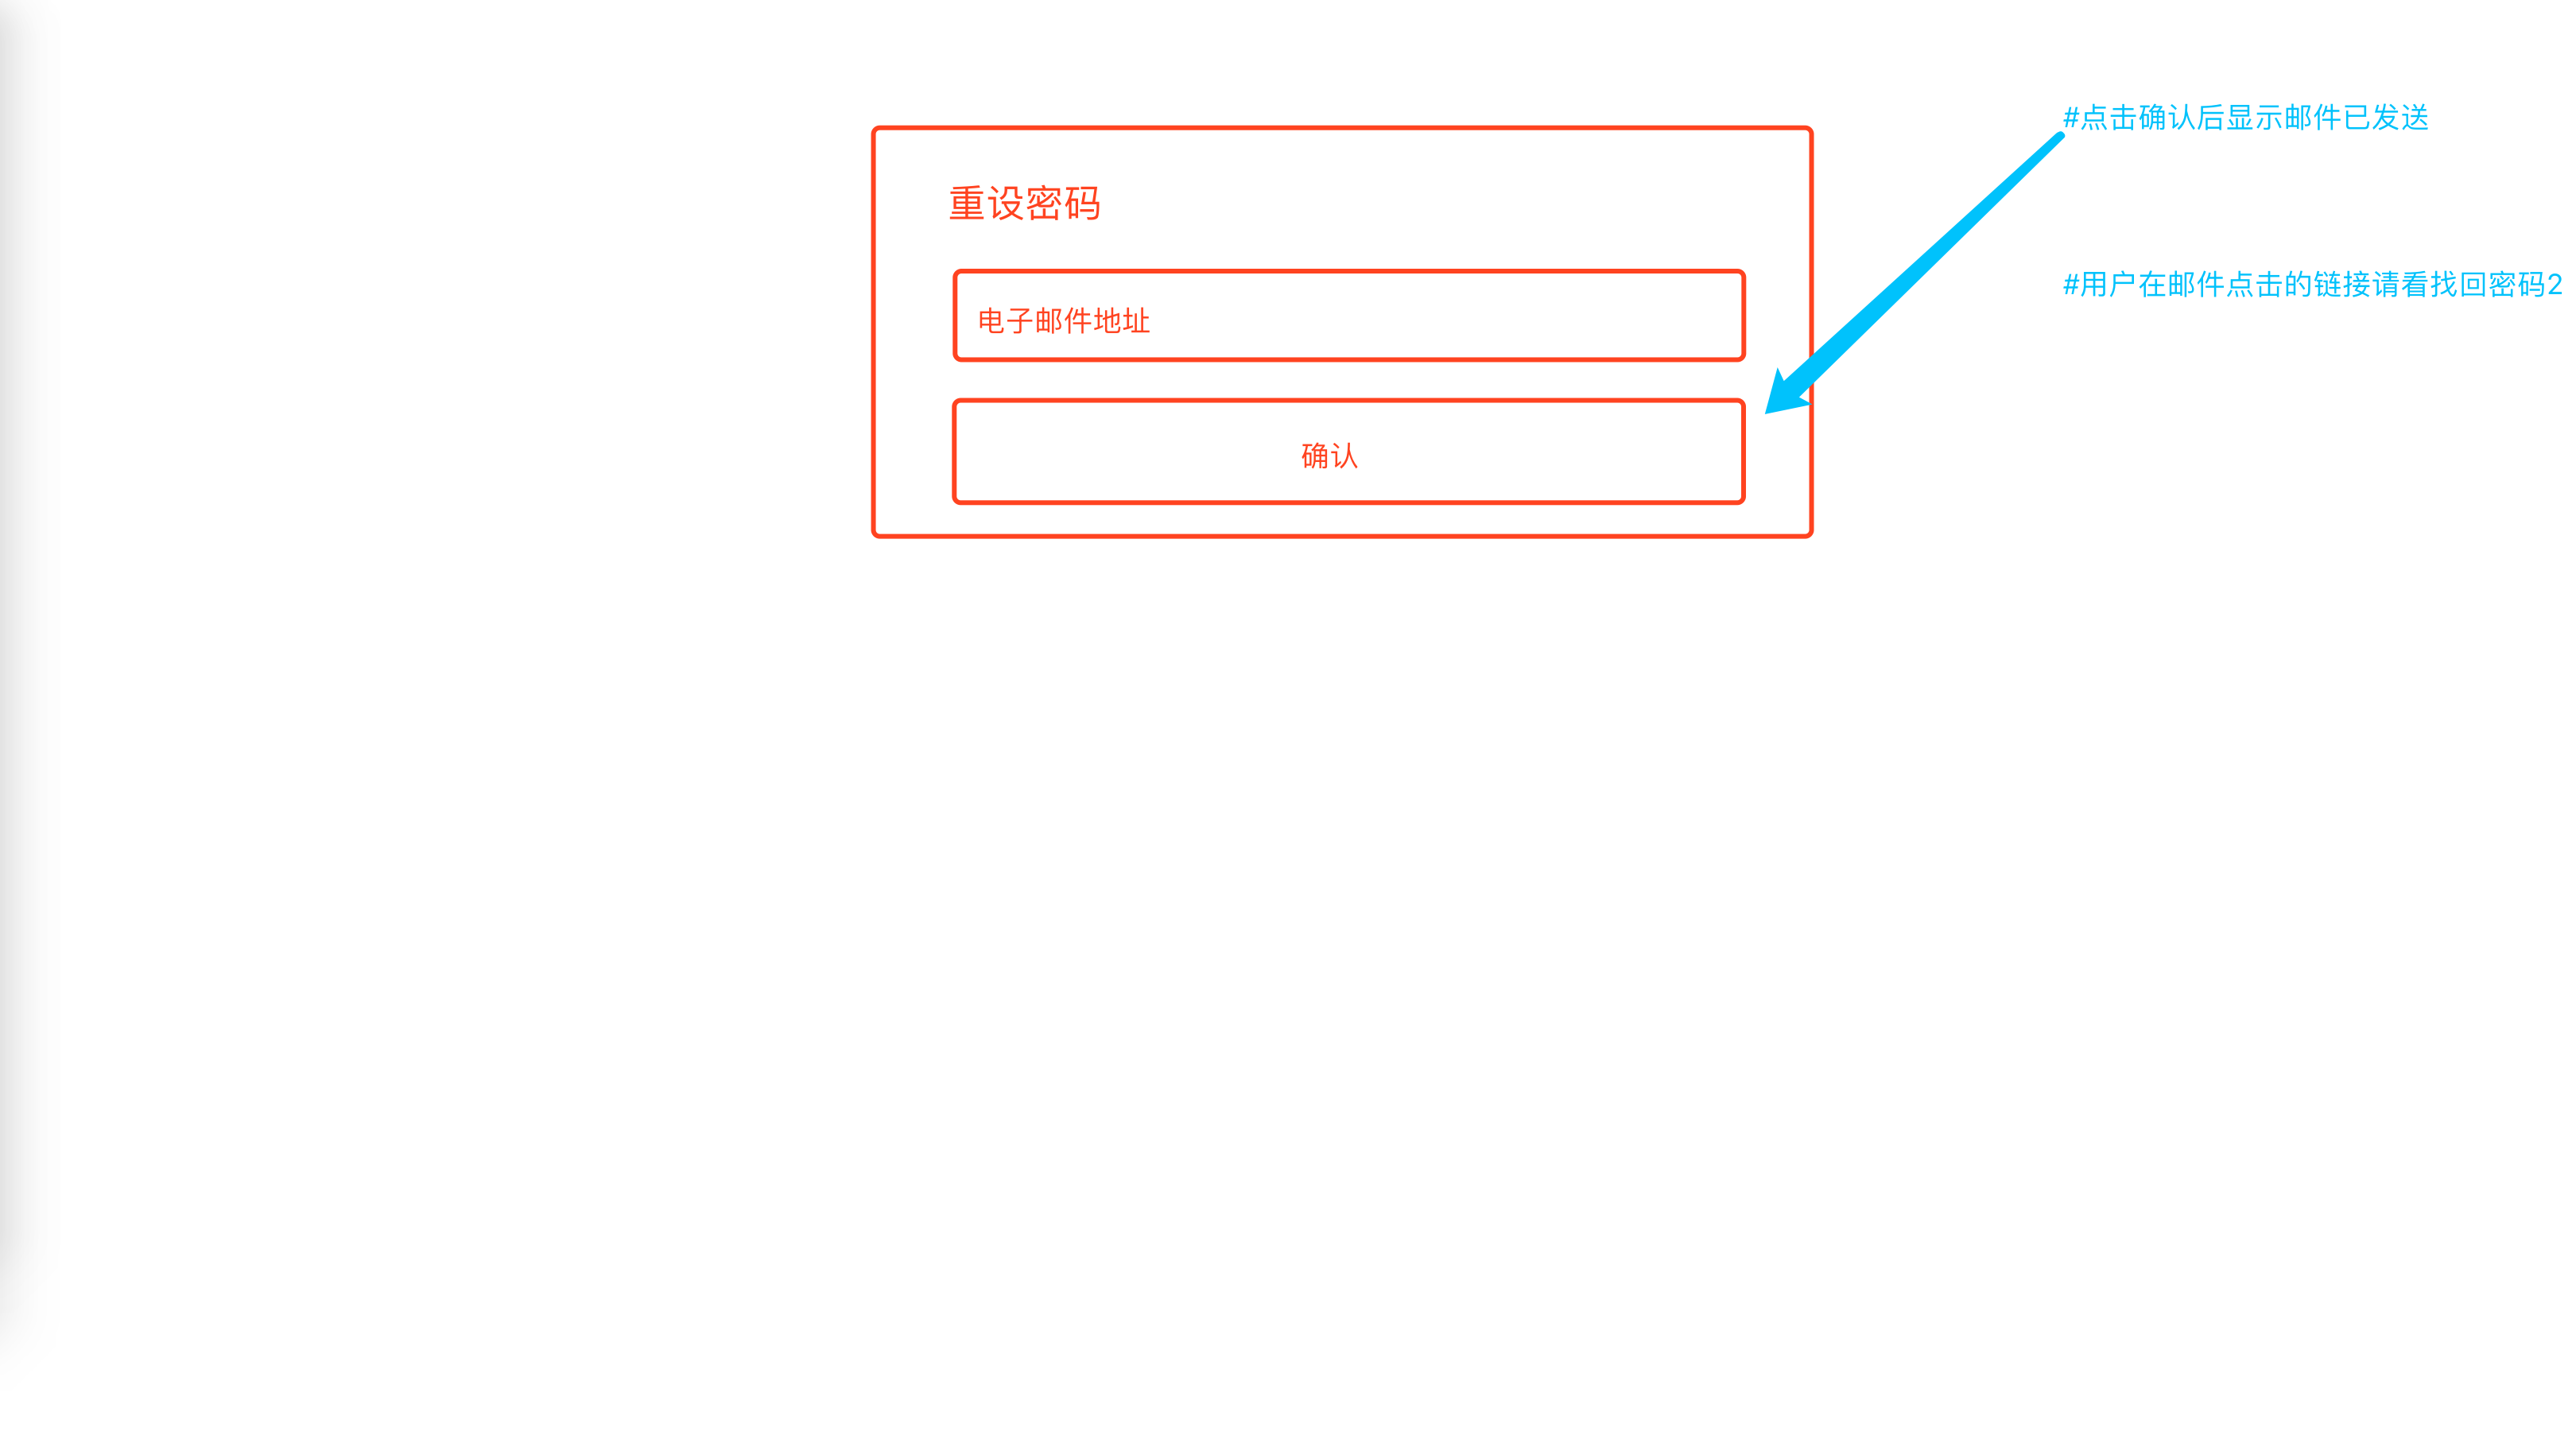 #点击确认后显示邮件已发送
重设密码
#用户在邮件点击的链接请看找回密码2
电子邮件地址
确认